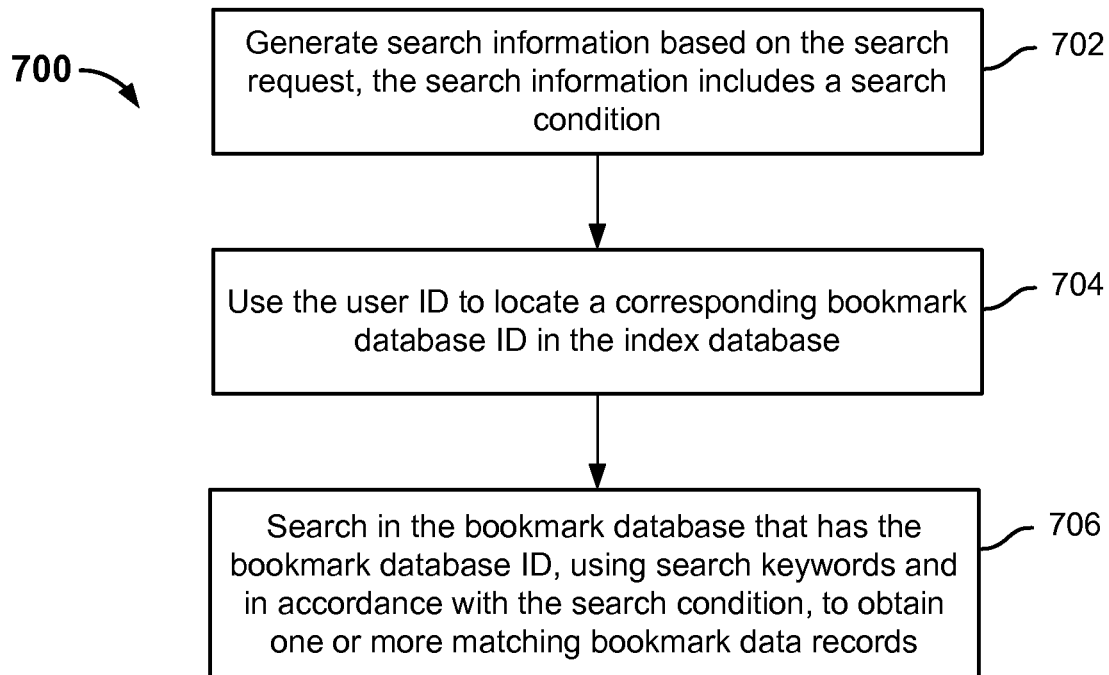 700
Generate search information based on the search
request, the search information includes a search
condition
702
Use the user ID to locate a corresponding bookmark
database ID in the index database
704
Search in the bookmark database that has the
bookmark database ID, using search keywords and
in accordance with the search condition, to obtain
one or more matching bookmark data records
706